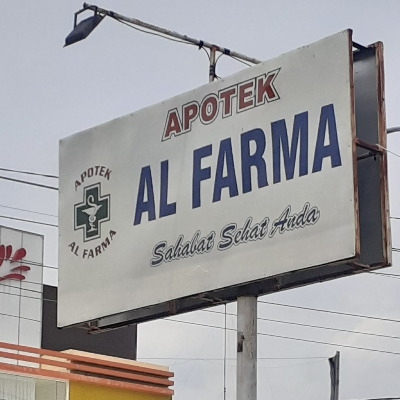 APOTEK
AL FARMA
Sahabat Sehat Anda
APOTEK
AL FARMA